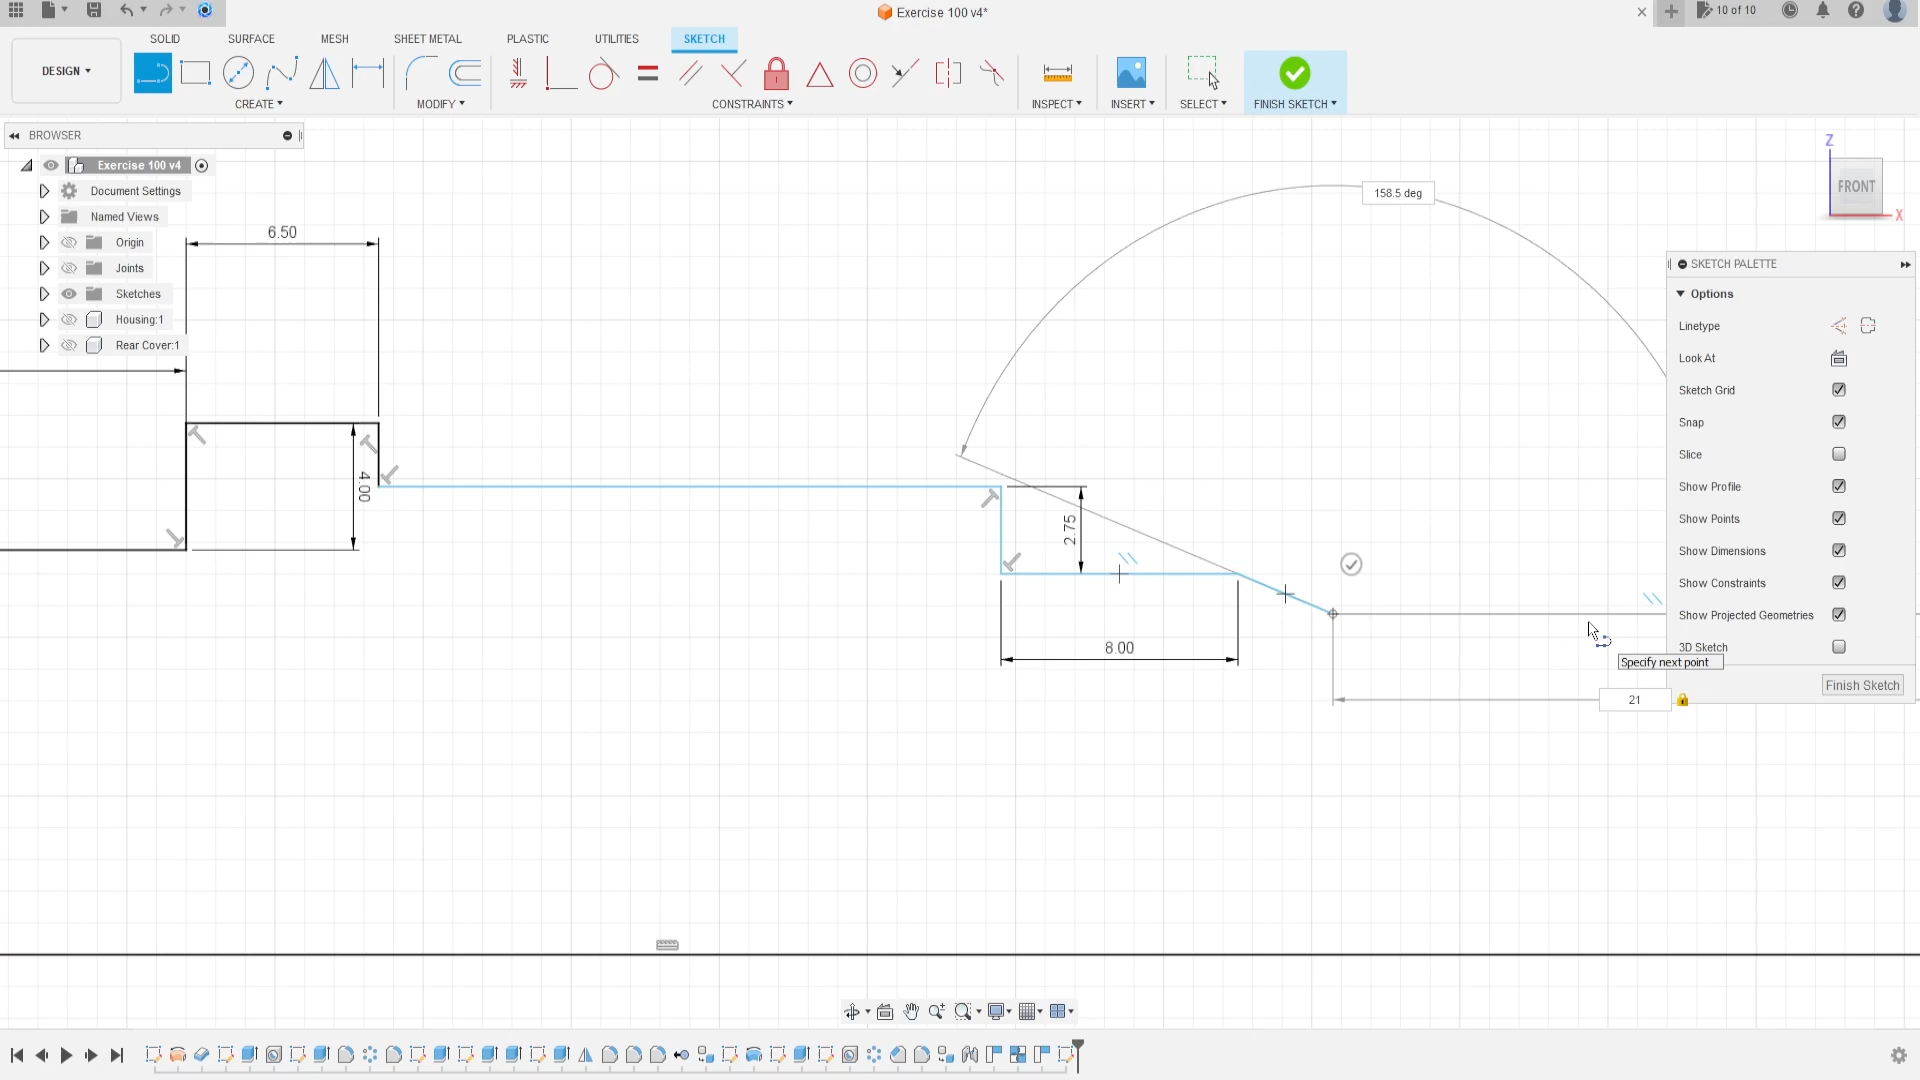 Exercise 100 v4*
10 of 10
SOLID
SURFACE
MESH
SHEET METAL
PLASTIC
UTILITIES
SKETCH
DESIGN
CREATE
MODIFY
CONSTRAINTS
INSPECT
INSERT
SELECT
FINISH SKETCH
BROWSER
Exercise 100 v4
Document Settings
Named Views
Origin
Joints
Sketches
Housing:1
Rear Cover:1
6.50
4.00
2.75
8.00
158.5 deg
21
Specify next point
Z
FRONT
X
SKETCH PALETTE
Options
Linetype
Look At
Sketch Grid
Snap
Slice
Show Profile
Show Points
Show Dimensions
Show Constraints
Show Projected Geometries
3D Sketch
Finish Sketch